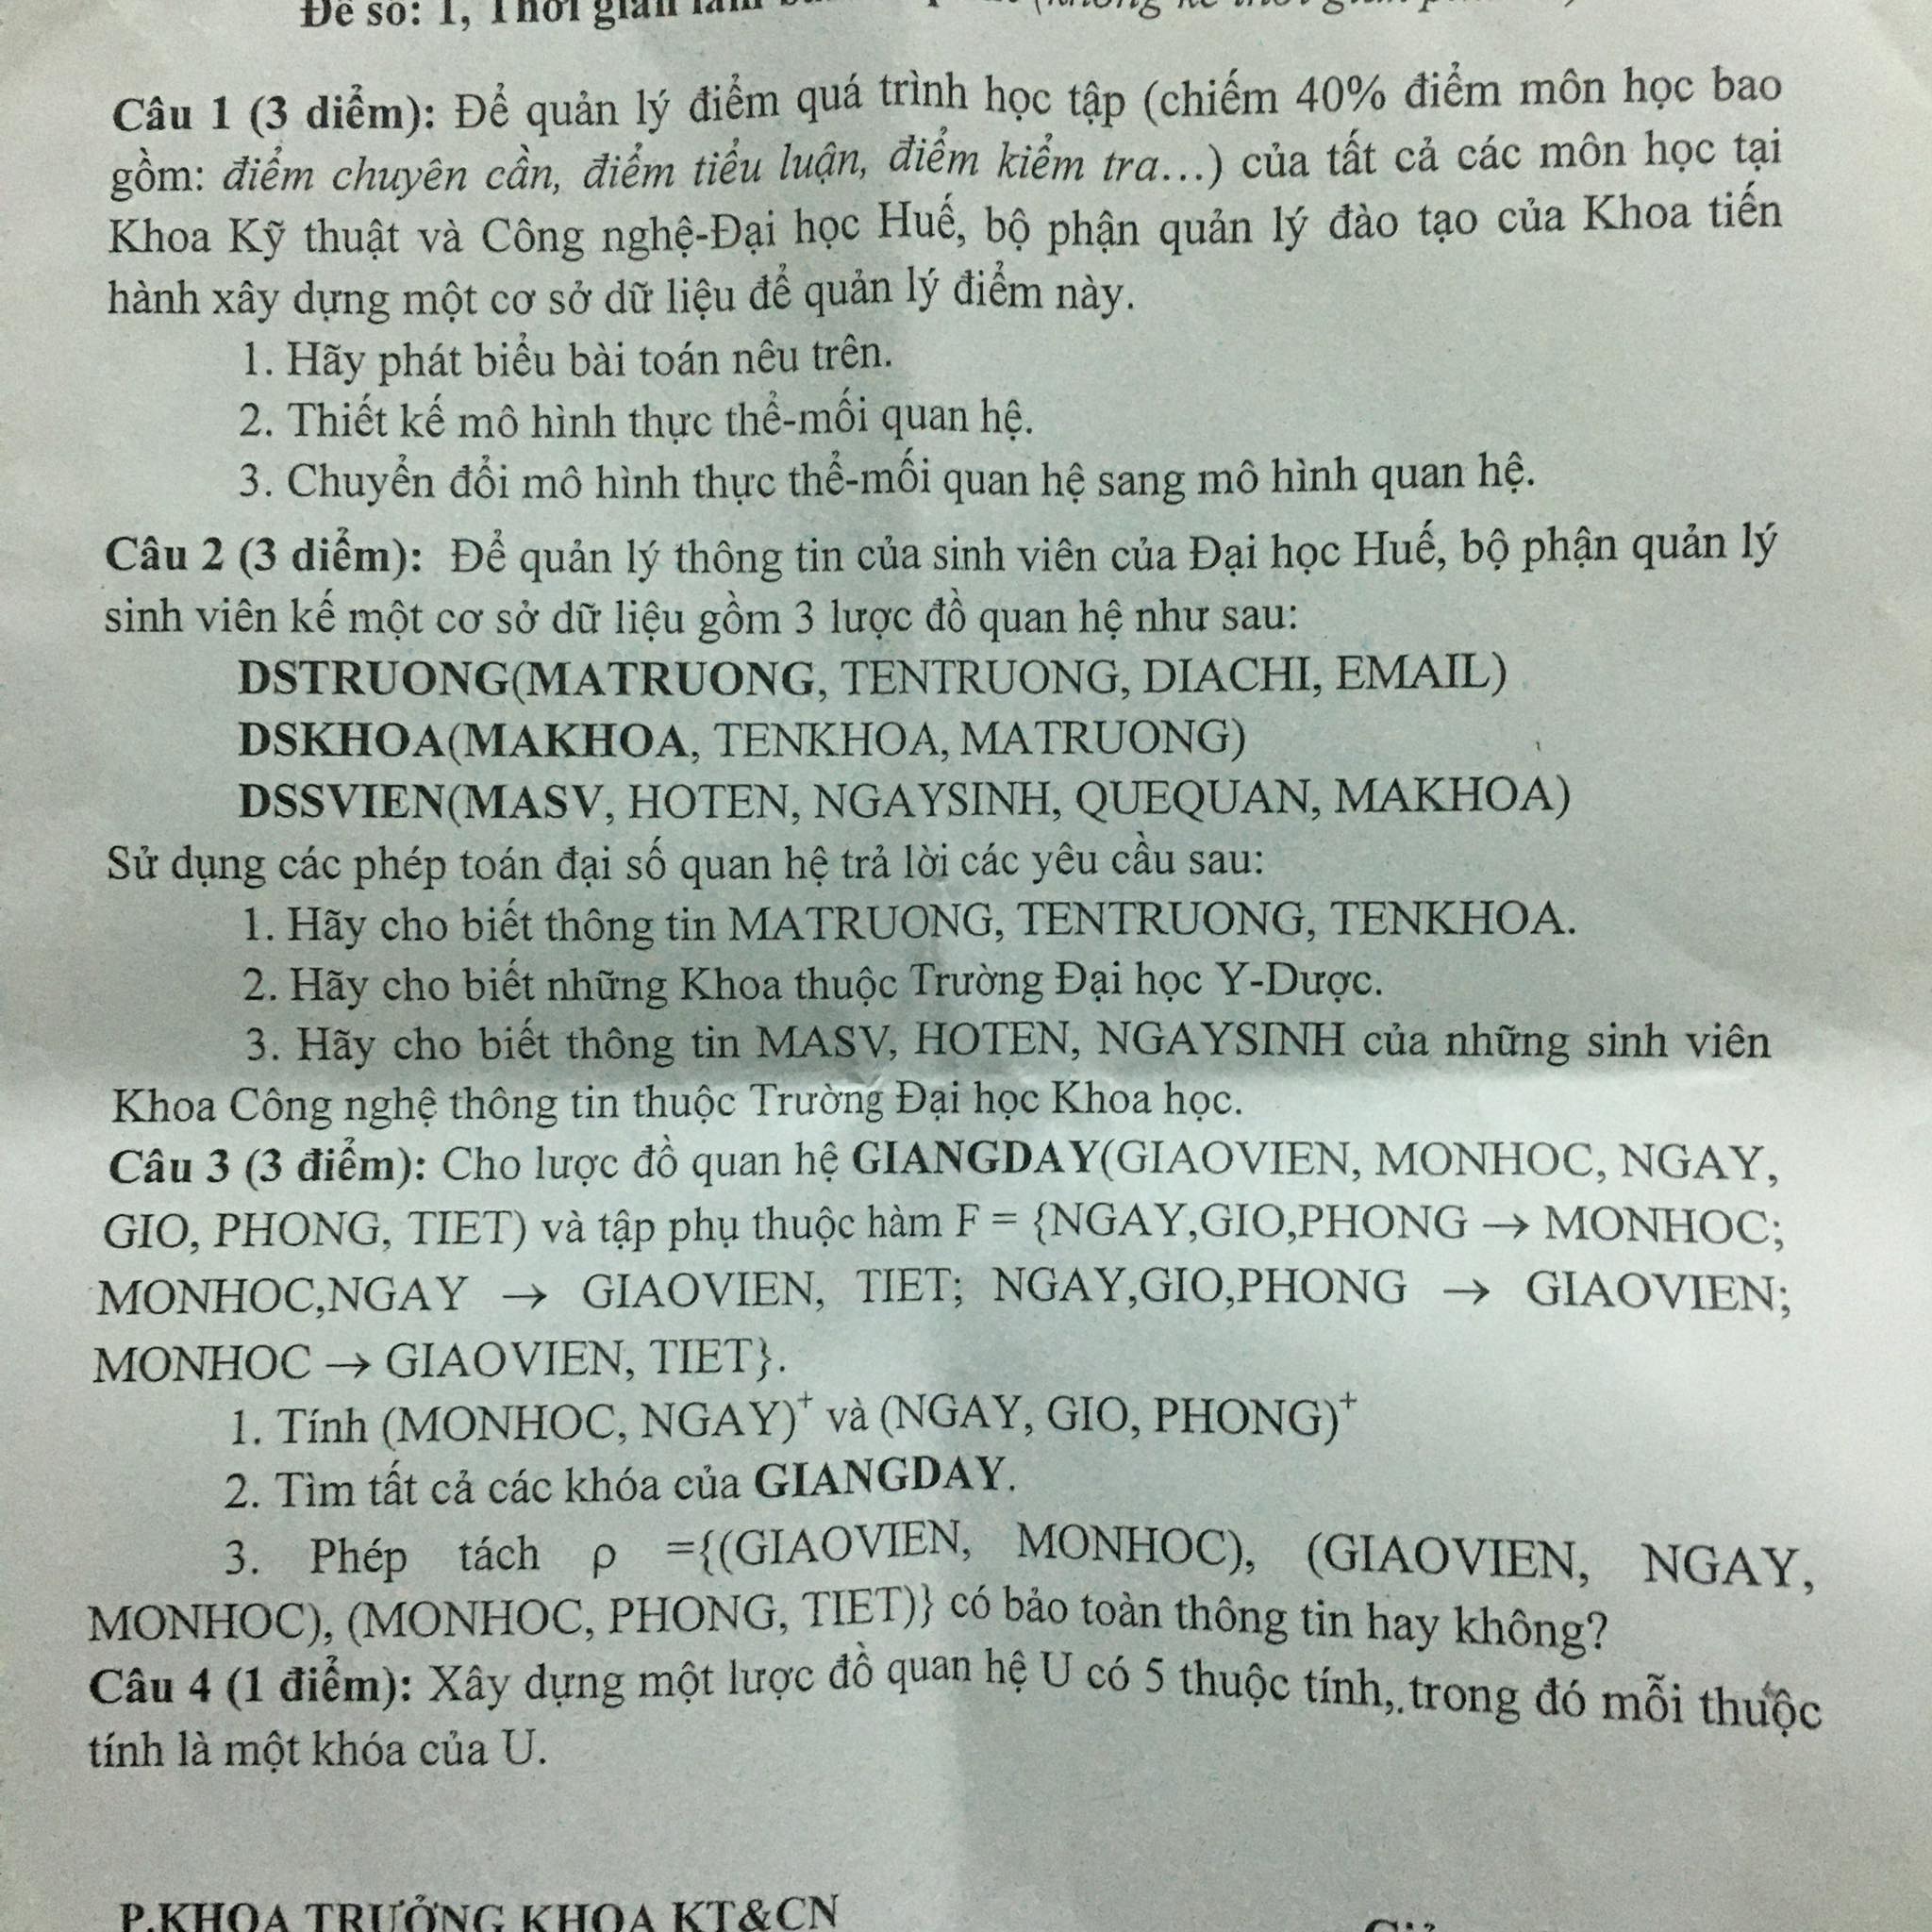 Đề số: 1, Thời gian làm
Câu 1 (3 diểm): Để quản lý điểm quá trình học tập (chiếm 40% điểm môn học bao
gồm: điểm chuyên cần, điểm tiểu luận, điểm kiểm tra...) của tất cả các môn học tại
Khoa Kỹ thuật và Công nghệ-Đại học Huế, bộ phận quản lý đào tạo của Khoa tiến
hành xây dựng một cơ sở dữ liệu để quản lý điểm này.
1. Hãy phát biểu bài toán nêu trên.
2. Thiết kế mô hình thực thể-mối quan hệ.
3. Chuyển đổi mô hình thực thể-mối quan hệ sang mô hình quan hệ.
Câu 2 (3 diểm): Để quản lý thông tin của sinh viên của Đại học Huế, bộ phận quản lý
sinh viên kế một cơ sở dữ liệu gồm 3 lược đồ quan hệ như sau:
DSTRUONG(MATRUONG, TENTRUONG, DIACHI, EMAIL)
DSKHOA(MAKHOA, TENKHOA, MATRUONG)
DSSVIEN(MASV, HOTEN, NGAYSINH, QUEQUAN, MAKHOA)
Sử dụng các phép toán đại số quan hệ trả lời các yêu cầu sau:
1. Hãy cho biết thông tin MATRUONG, TENTRUONG, TENKHOA.
2. Hãy cho biết những Khoa thuộc Trường Đại học Y-Dược.
3. Hãy cho biết thông tin MASV, HOTEN, NGAYSINH của những sinh viên
Khoa Công nghệ thông tin thuộc Trường Đại học Khoa học.
Câu 3 (3 điểm): Cho lược đồ quan hệ GIANGDAY(GIAOVIEN, MONHOC, NGAY,
GIO, PHONG, TIET) và tập phụ thuộc hàm F = {NGAY,GIO,PHONG → MONHOC;
MONHOC,NGAY → GIAOVIEN, TIET; NGAY,GIO,PHONG → GIAOVIEN;
MONHOC → GIAOVIEN, TIET}.
1. Tính (MONHOC, NGAY)⁺ và (NGAY, GIO, PHONG)⁺
2. Tìm tất cả các khóa của GIANGDAY.
3. Phép tách ρ ={(GIAOVIEN, MONHOC), (GIAOVIEN, NGAY,
MONHOC), (MONHOC, PHONG, TIET)} có bảo toàn thông tin hay không?
Câu 4 (1 điểm): Xây dựng một lược đồ quan hệ U có 5 thuộc tính, trong đó mỗi thuộc
tính là một khóa của U.
P.KHOA TRƯỞNG KHOA KT&CN